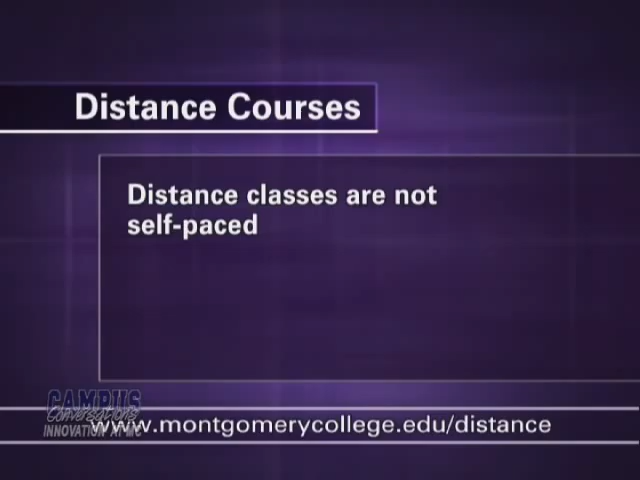 Distance Courses
Distance classes are not
self-paced
CAMPUS
Conversations
INNOVATION AT MC
www.montgomerycollege.edu/distance